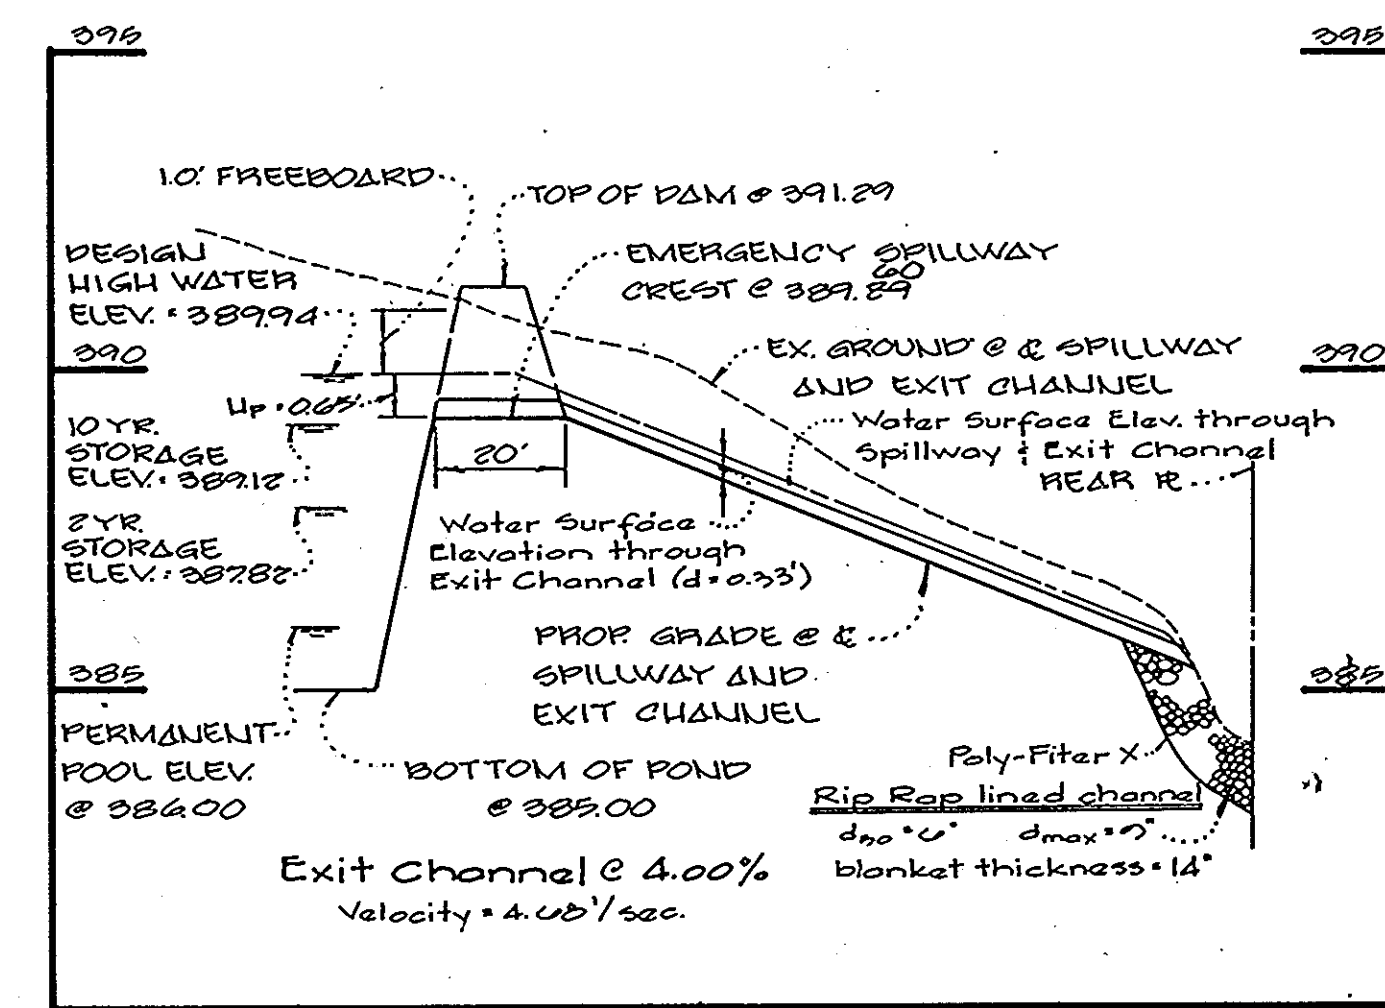 395
395
1.0' FREEBOARD
TOP OF DAM @ 391.29
DESIGN
HIGH WATER
ELEV. = 389.94
EMERGENCY SPILLWAY
60
CREST @ 389.89
390
390
EX. GROUND @ ℄ SPILLWAY
AND EXIT CHANNEL
Hp = 0.65'
10 YR.
STORAGE
ELEV. = 389.12
20'
Water Surface Elev. through
Spillway & Exit Channel
REAR ⅊
2 YR.
STORAGE
ELEV. = 387.82
Water Surface
Elevation through
Exit Channel (d = 0.33')
PROP. GRADE @ ℄
SPILLWAY AND
EXIT CHANNEL
385
385
PERMANENT
POOL ELEV.
@ 386.00
BOTTOM OF POND
@ 385.00
Poly-Fiter X
Rip Rap lined channel
d50 = 6" dmax = 9"
blanket thickness = 14"
Exit Channel @ 4.00%
Velocity = 4.68'/sec.